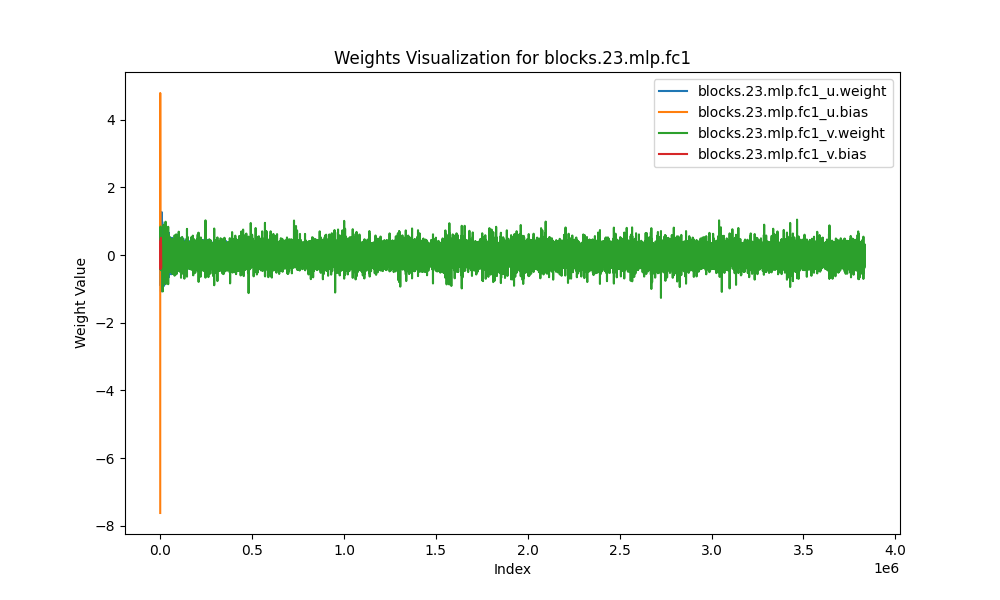 Weights Visualization for blocks.23.mlp.fc1
blocks.23.mlp.fc1_u.weight
blocks.23.mlp.fc1_u.bias
blocks.23.mlp.fc1_v.weight
blocks.23.mlp.fc1_v.bias
Weight Value
4
2
0
−2
−4
−6
−8
0.0 0.5 1.0 1.5 2.0 2.5 3.0 3.5 4.0
1e6
Index